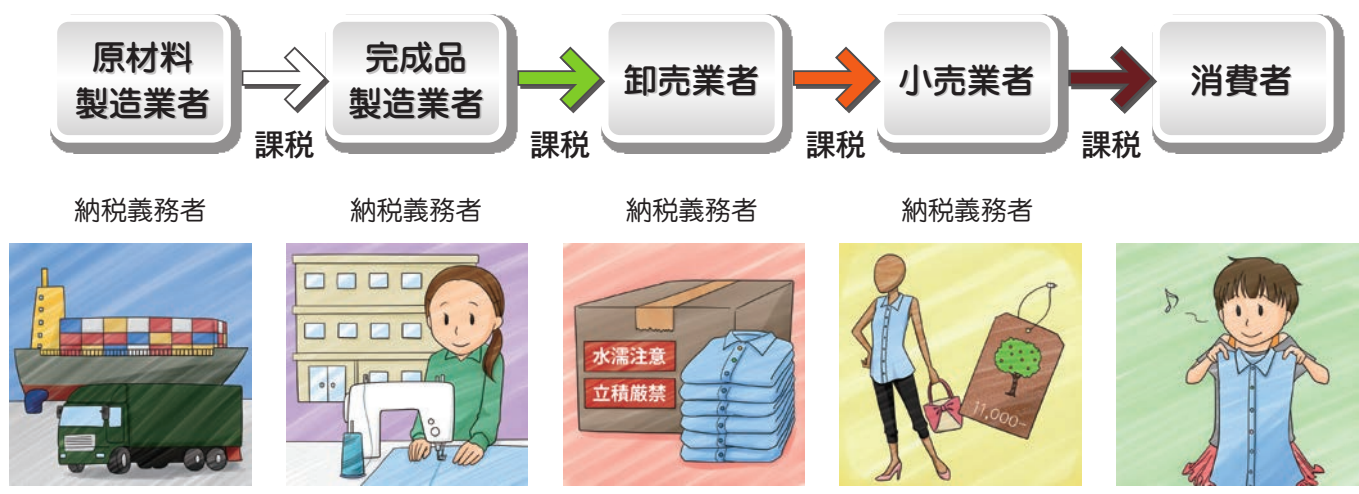 原材料
製造業者
完成品
製造業者
卸売業者
小売業者
消費者
課税
課税
課税
課税
納税義務者
納税義務者
納税義務者
納税義務者
水濡注意
立積厳禁
11,000-